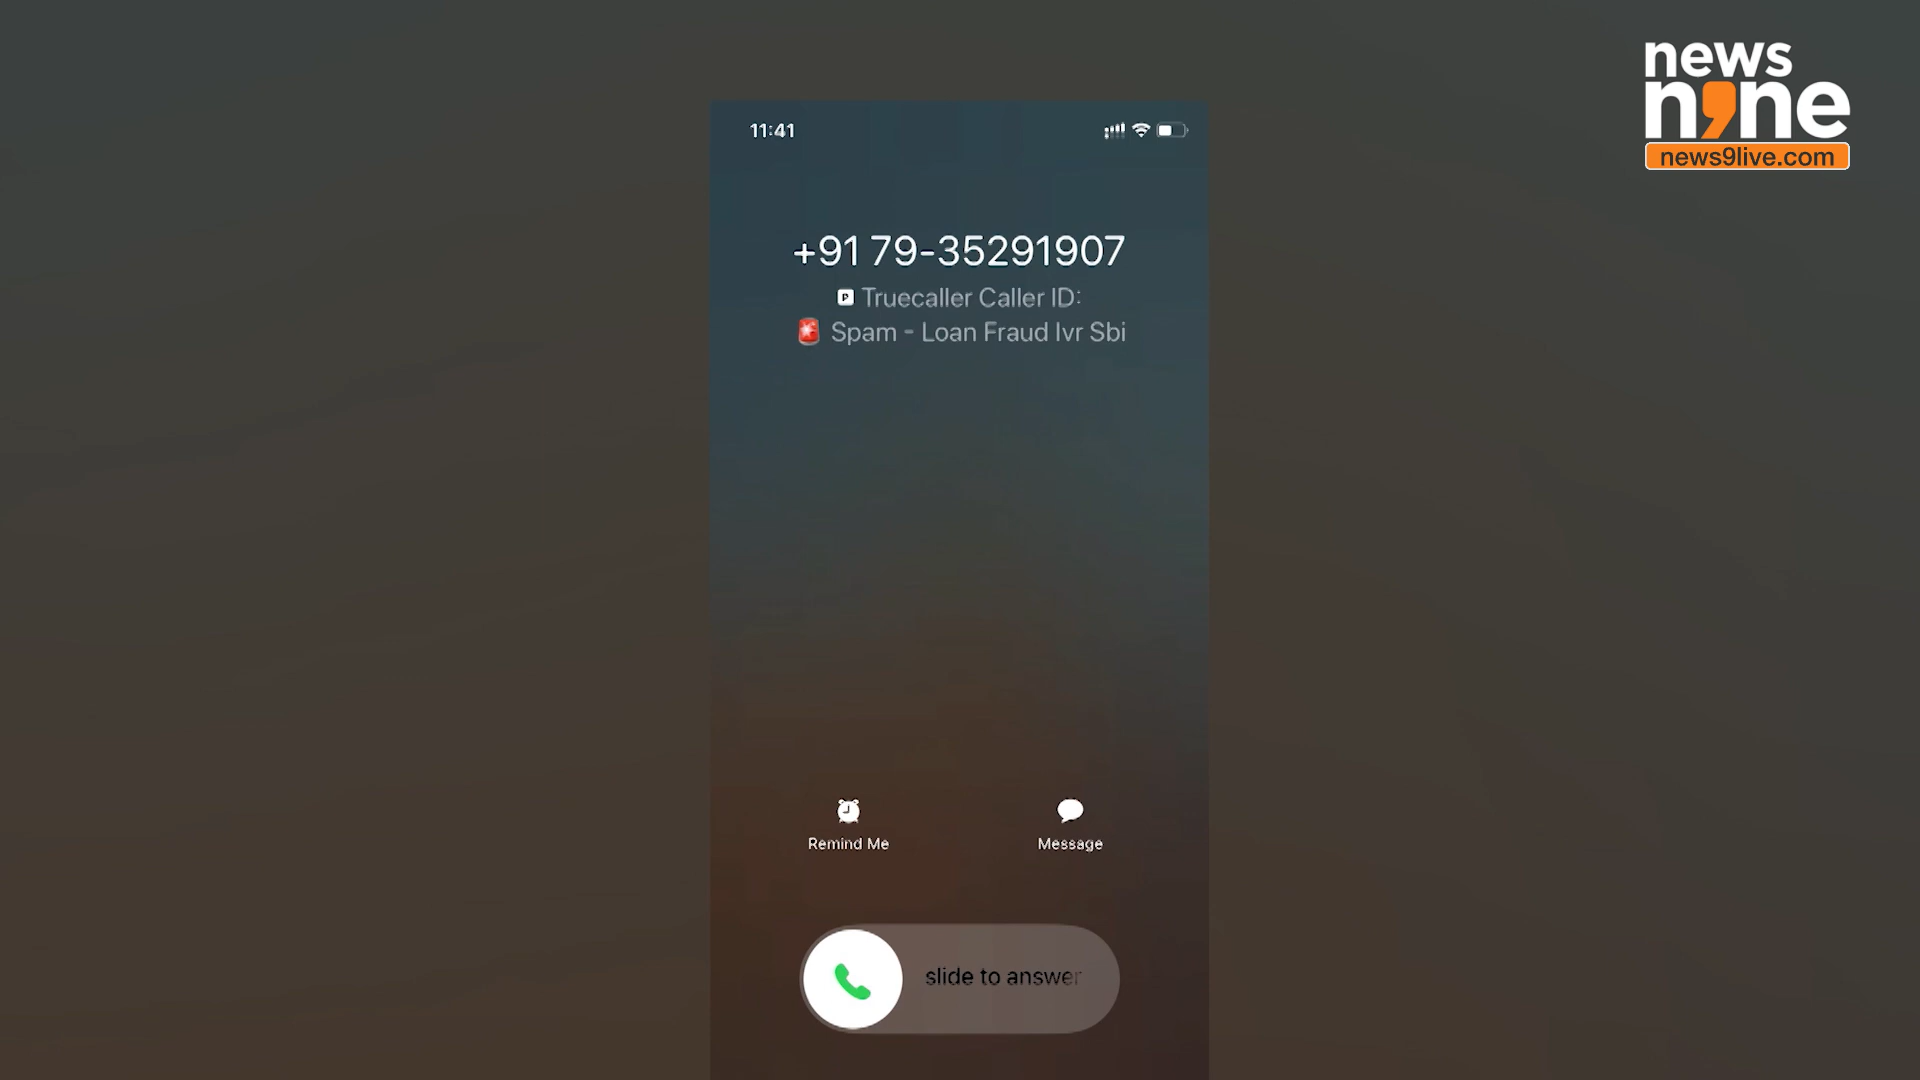 news
nine
news9live.com
11:41
+91 79-35291907
P Truecaller Caller ID:
Spam - Loan Fraud Ivr Sbi
Remind Me
Message
slide to answer